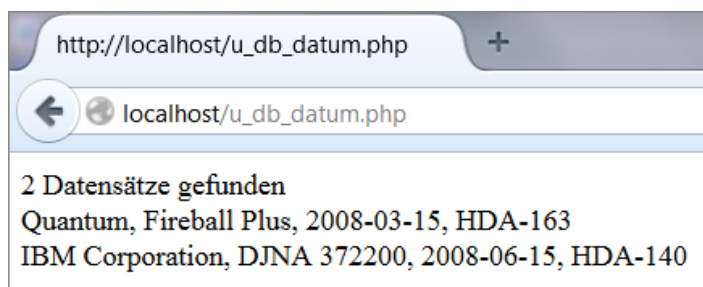 http://localhost/u_db_datum.php
localhost/u_db_datum.php
2 Datensätze gefunden
Quantum, Fireball Plus, 2008-03-15, HDA-163
IBM Corporation, DJNA 372200, 2008-06-15, HDA-140